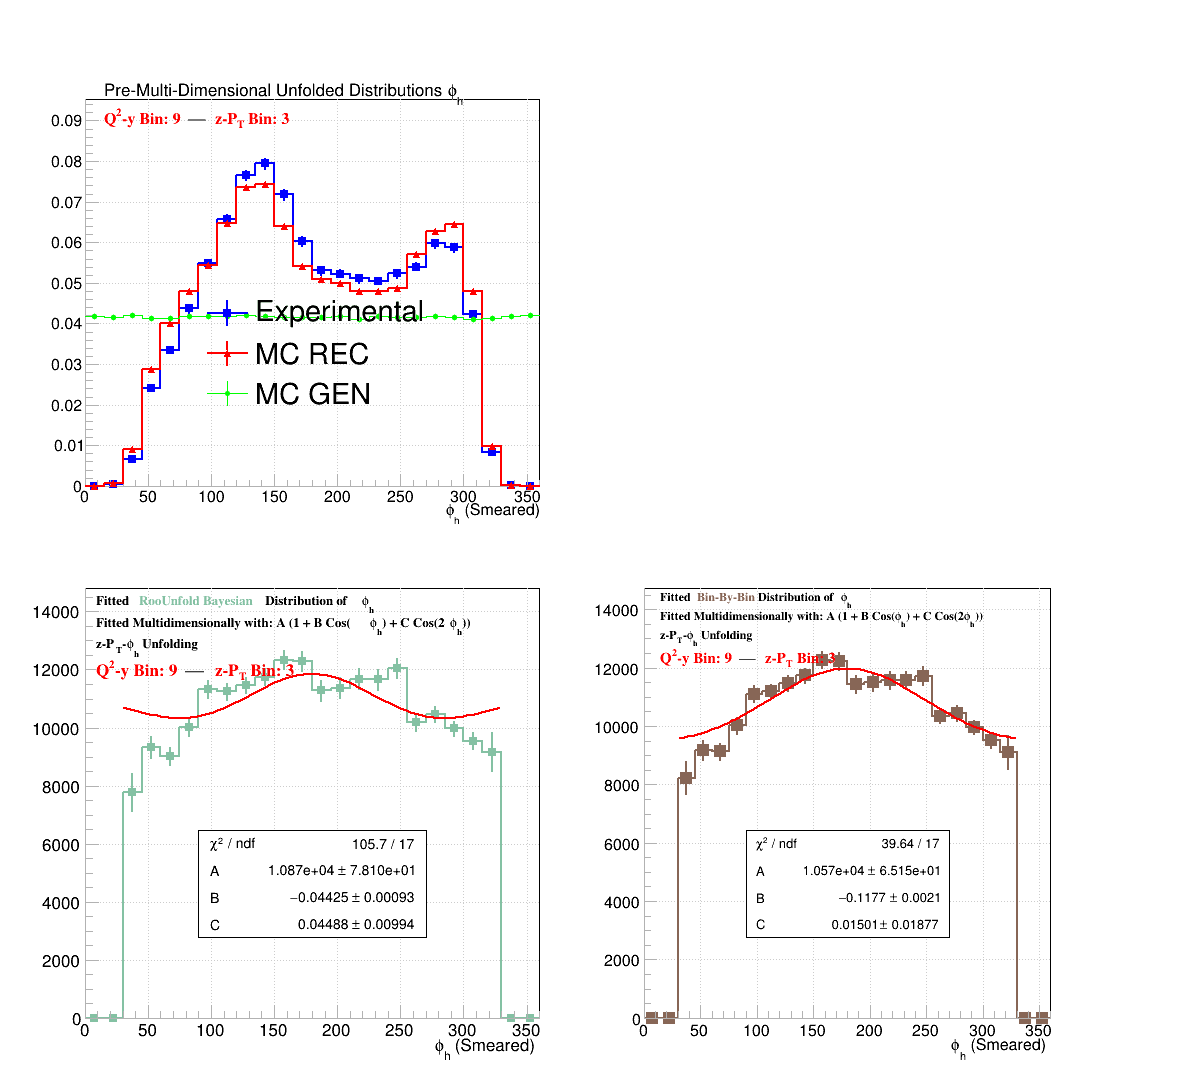 Pre-Multi-Dimensional Unfolded Distributions ϕh
Q2-y Bin: 9 — z-PT Bin: 3
0.09
0.08
0.07
0.06
0.05
0.04
0.03
0.02
0.01
0
Experimental
MC REC
MC GEN
0 50 100 150 200 250 300 350
ϕh (Smeared)
Fitted RooUnfold Bayesian Distribution of ϕh
Fitted Multidimensionally with: A (1 + B Cos( ϕh) + C Cos(2 ϕh))
z-PT-ϕh Unfolding
Q2-y Bin: 9 — z-PT Bin: 3
14000
12000
10000
8000
6000
4000
2000
0
χ2 / ndf 105.7 / 17
A 1.087e+04 ± 7.810e+01
B −0.04425 ± 0.00093
C 0.04488 ± 0.00994
0 50 100 150 200 250 300 350
ϕh (Smeared)
Fitted Bin-By-Bin Distribution of ϕh
Fitted Multidimensionally with: A (1 + B Cos(ϕh) + C Cos(2ϕh))
z-PT-ϕh Unfolding
Q2-y Bin: 9 — z-PT Bin: 3
14000
12000
10000
8000
6000
4000
2000
0
χ2 / ndf 39.64 / 17
A 1.057e+04 ± 6.515e+01
B −0.1177 ± 0.0021
C 0.01501 ± 0.01877
0 50 100 150 200 250 300 350
ϕh (Smeared)